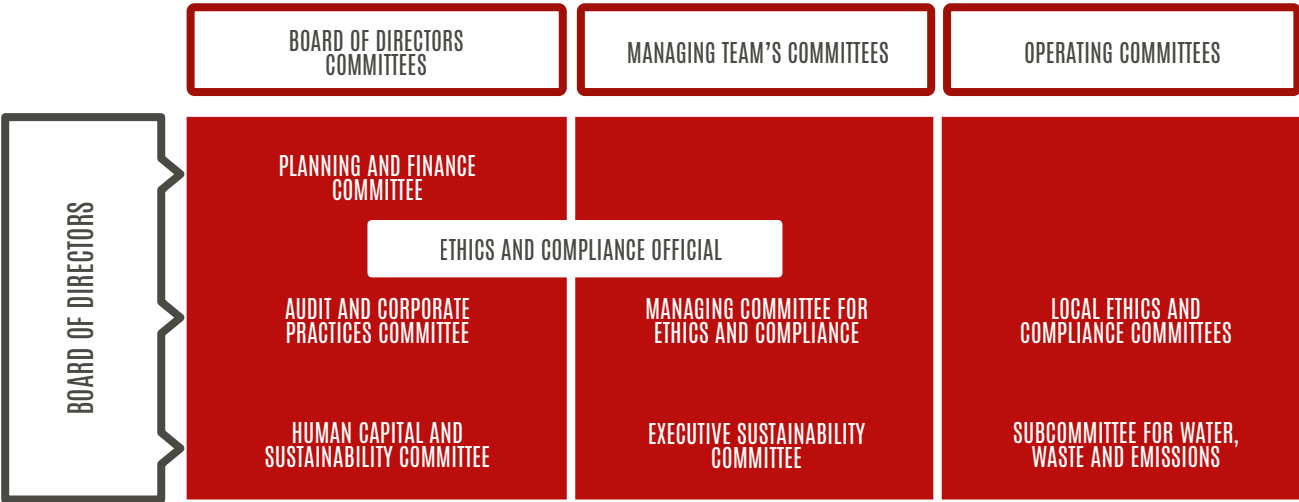 BOARD OF DIRECTORS
COMMITTEES
MANAGING TEAM’S COMMITTEES
OPERATING COMMITTEES
BOARD OF DIRECTORS
PLANNING AND FINANCE
COMMITTEE
ETHICS AND COMPLIANCE OFFICIAL
AUDIT AND CORPORATE
PRACTICES COMMITTEE
MANAGING COMMITTEE FOR
ETHICS AND COMPLIANCE
LOCAL ETHICS AND
COMPLIANCE COMMITTEES
HUMAN CAPITAL AND
SUSTAINABILITY COMMITTEE
EXECUTIVE SUSTAINABILITY
COMMITTEE
SUBCOMMITTEE FOR WATER,
WASTE AND EMISSIONS